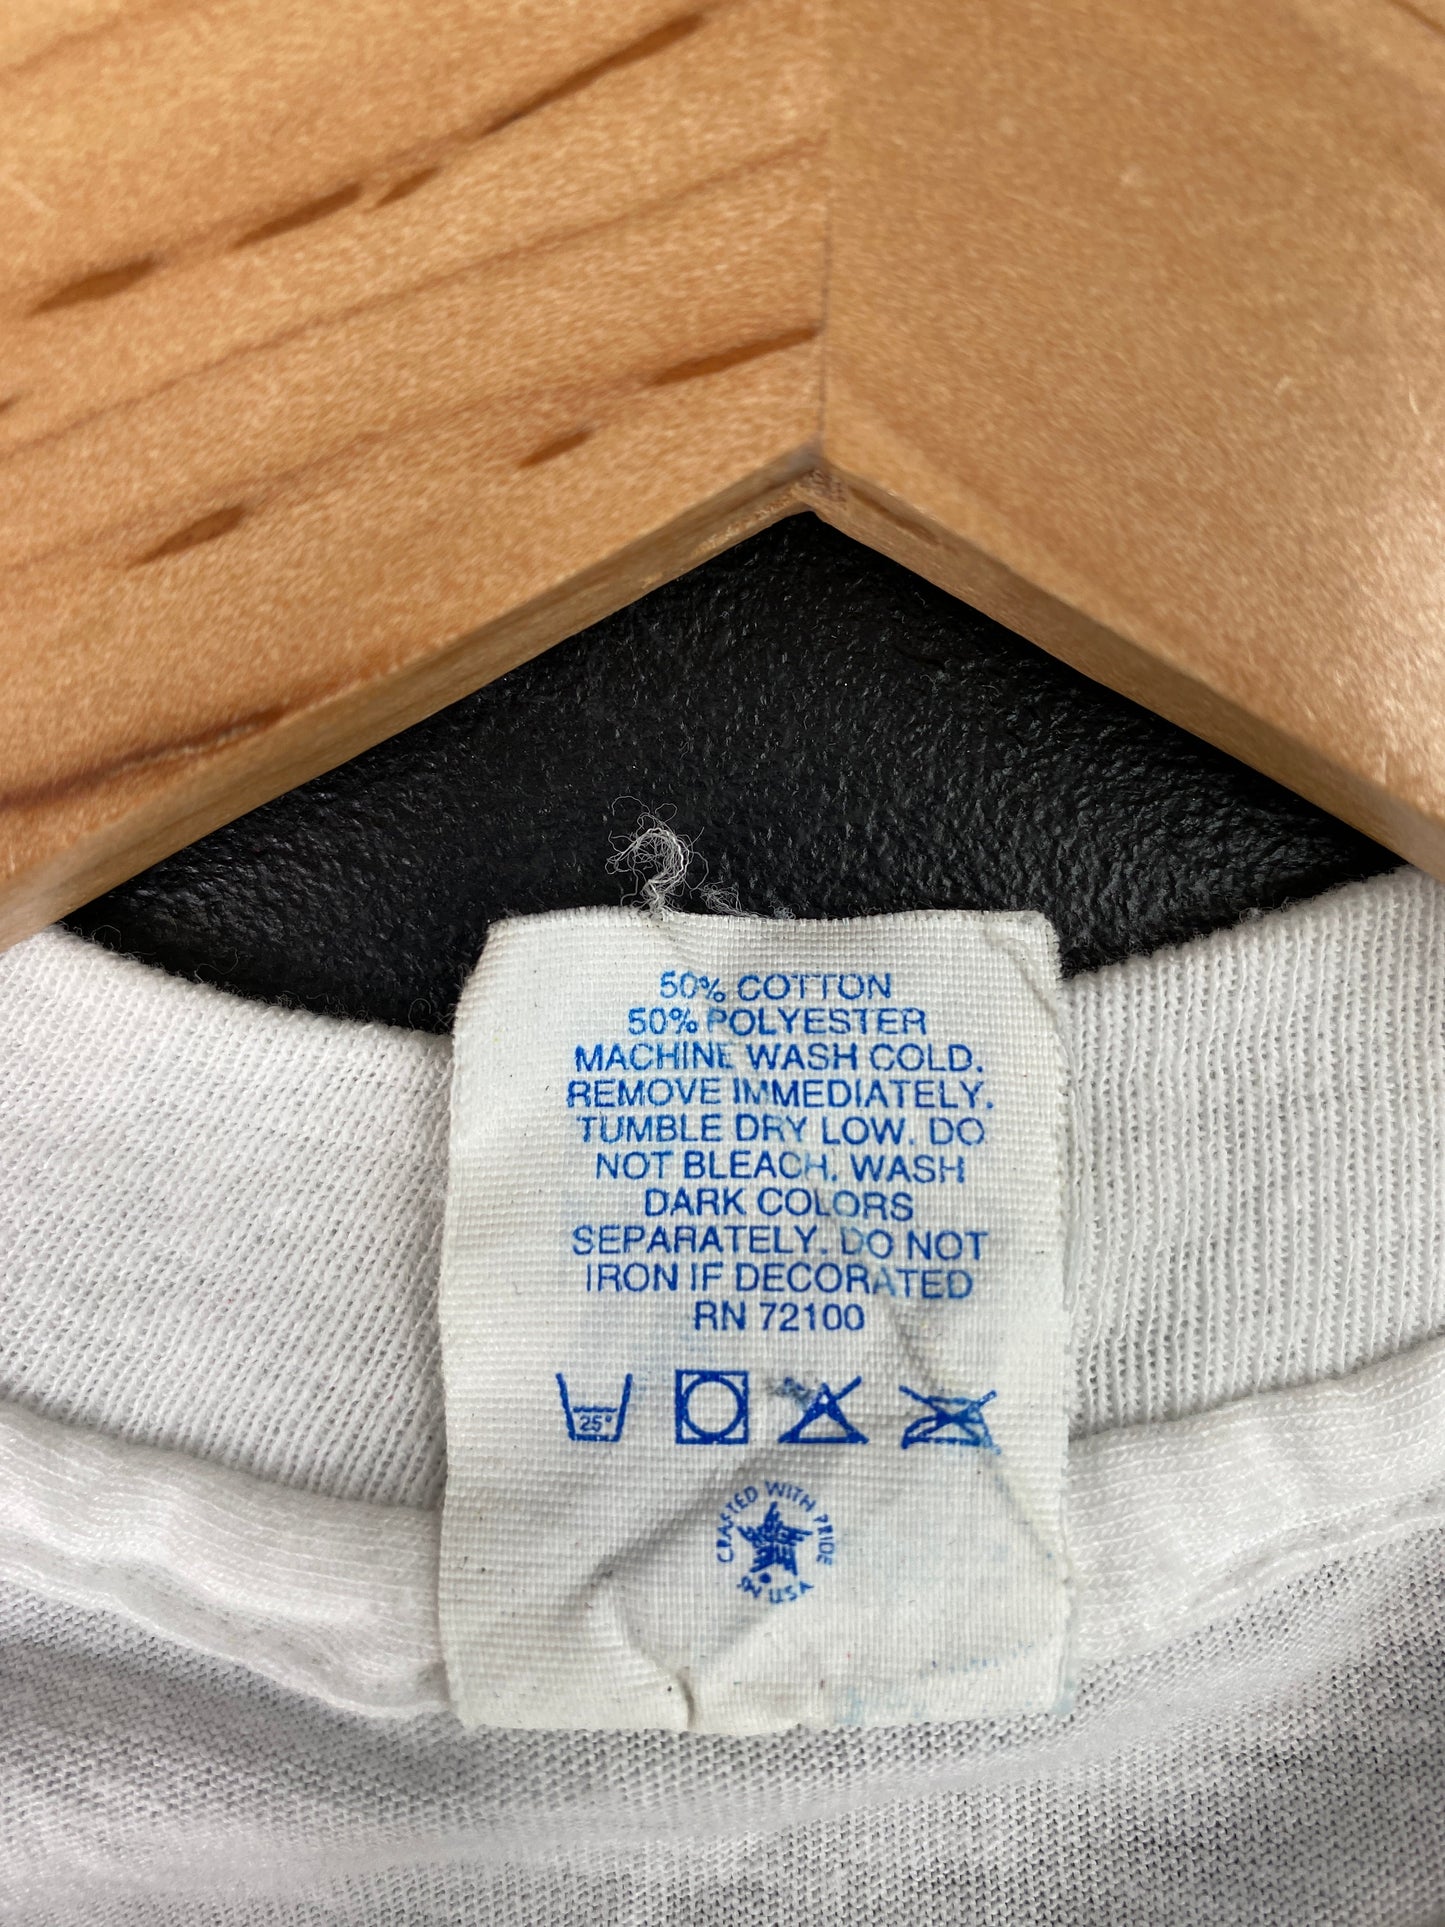 50% COTTON
50% POLYESTER
MACHINE WASH COLD.
REMOVE IMMEDIATELY.
TUMBLE DRY LOW. DO
NOT BLEACH. WASH
DARK COLORS
SEPARATELY. DO NOT
IRON IF DECORATED
RN 72100
25°
CRAFTED WITH PRIDE
IN USA